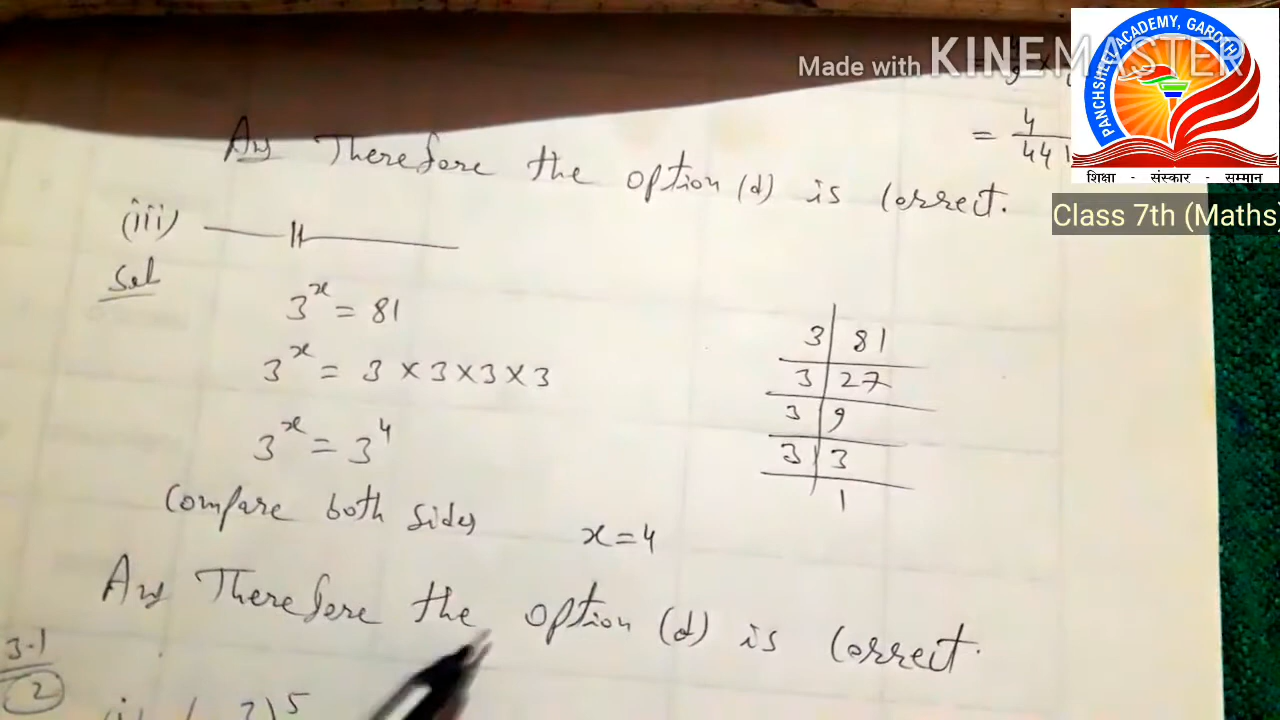 Made with KINEMASTER
PANCHSHEEL ACADEMY, GAROTH
शिक्षा - संस्कार - सम्मान
Class 7th (Maths)
= 4/441
Ans Therefore the option (d) is correct.
(iii)
Sol
3^x = 81
3^x = 3 × 3 × 3 × 3
3^x = 3^4
3 | 81
3 | 27
3 | 9
3 | 3
1
Compare both sides x = 4
Ans Therefore the option (d) is correct.
3.1
2